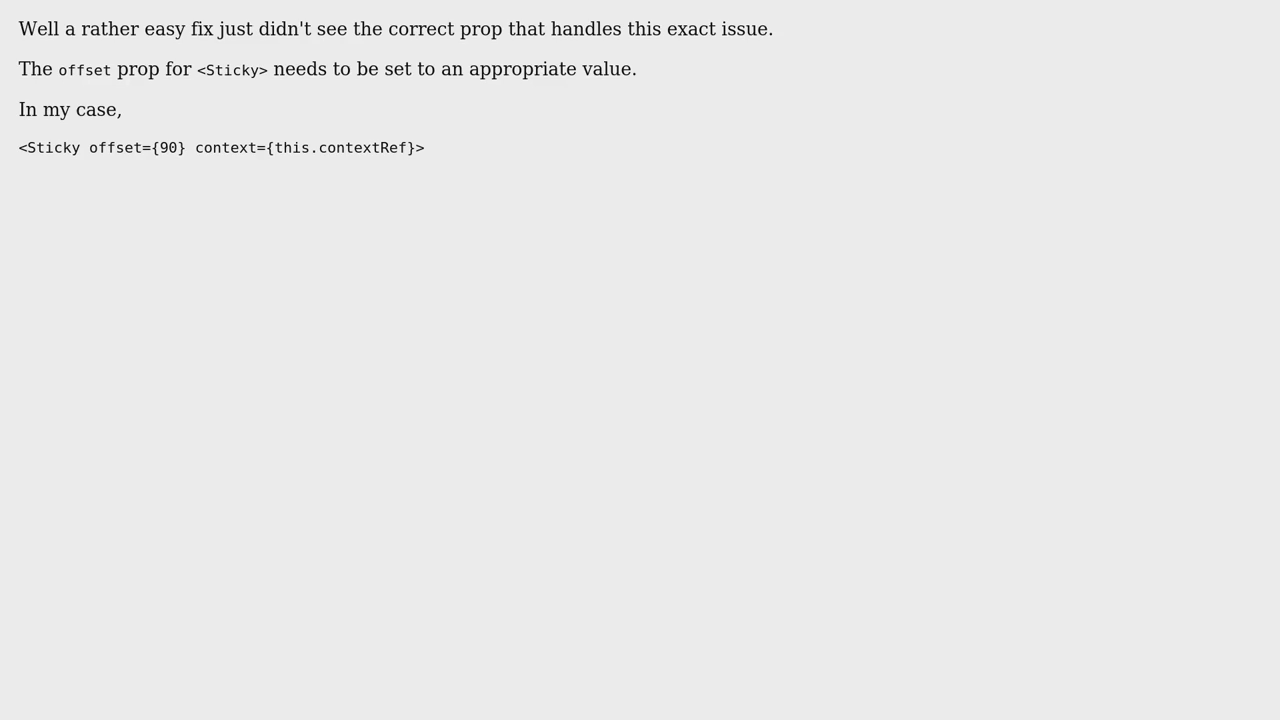 Well a rather easy fix just didn't see the correct prop that handles this exact issue.
The offset prop for <Sticky> needs to be set to an appropriate value.
In my case,
<Sticky offset={90} context={this.contextRef}>